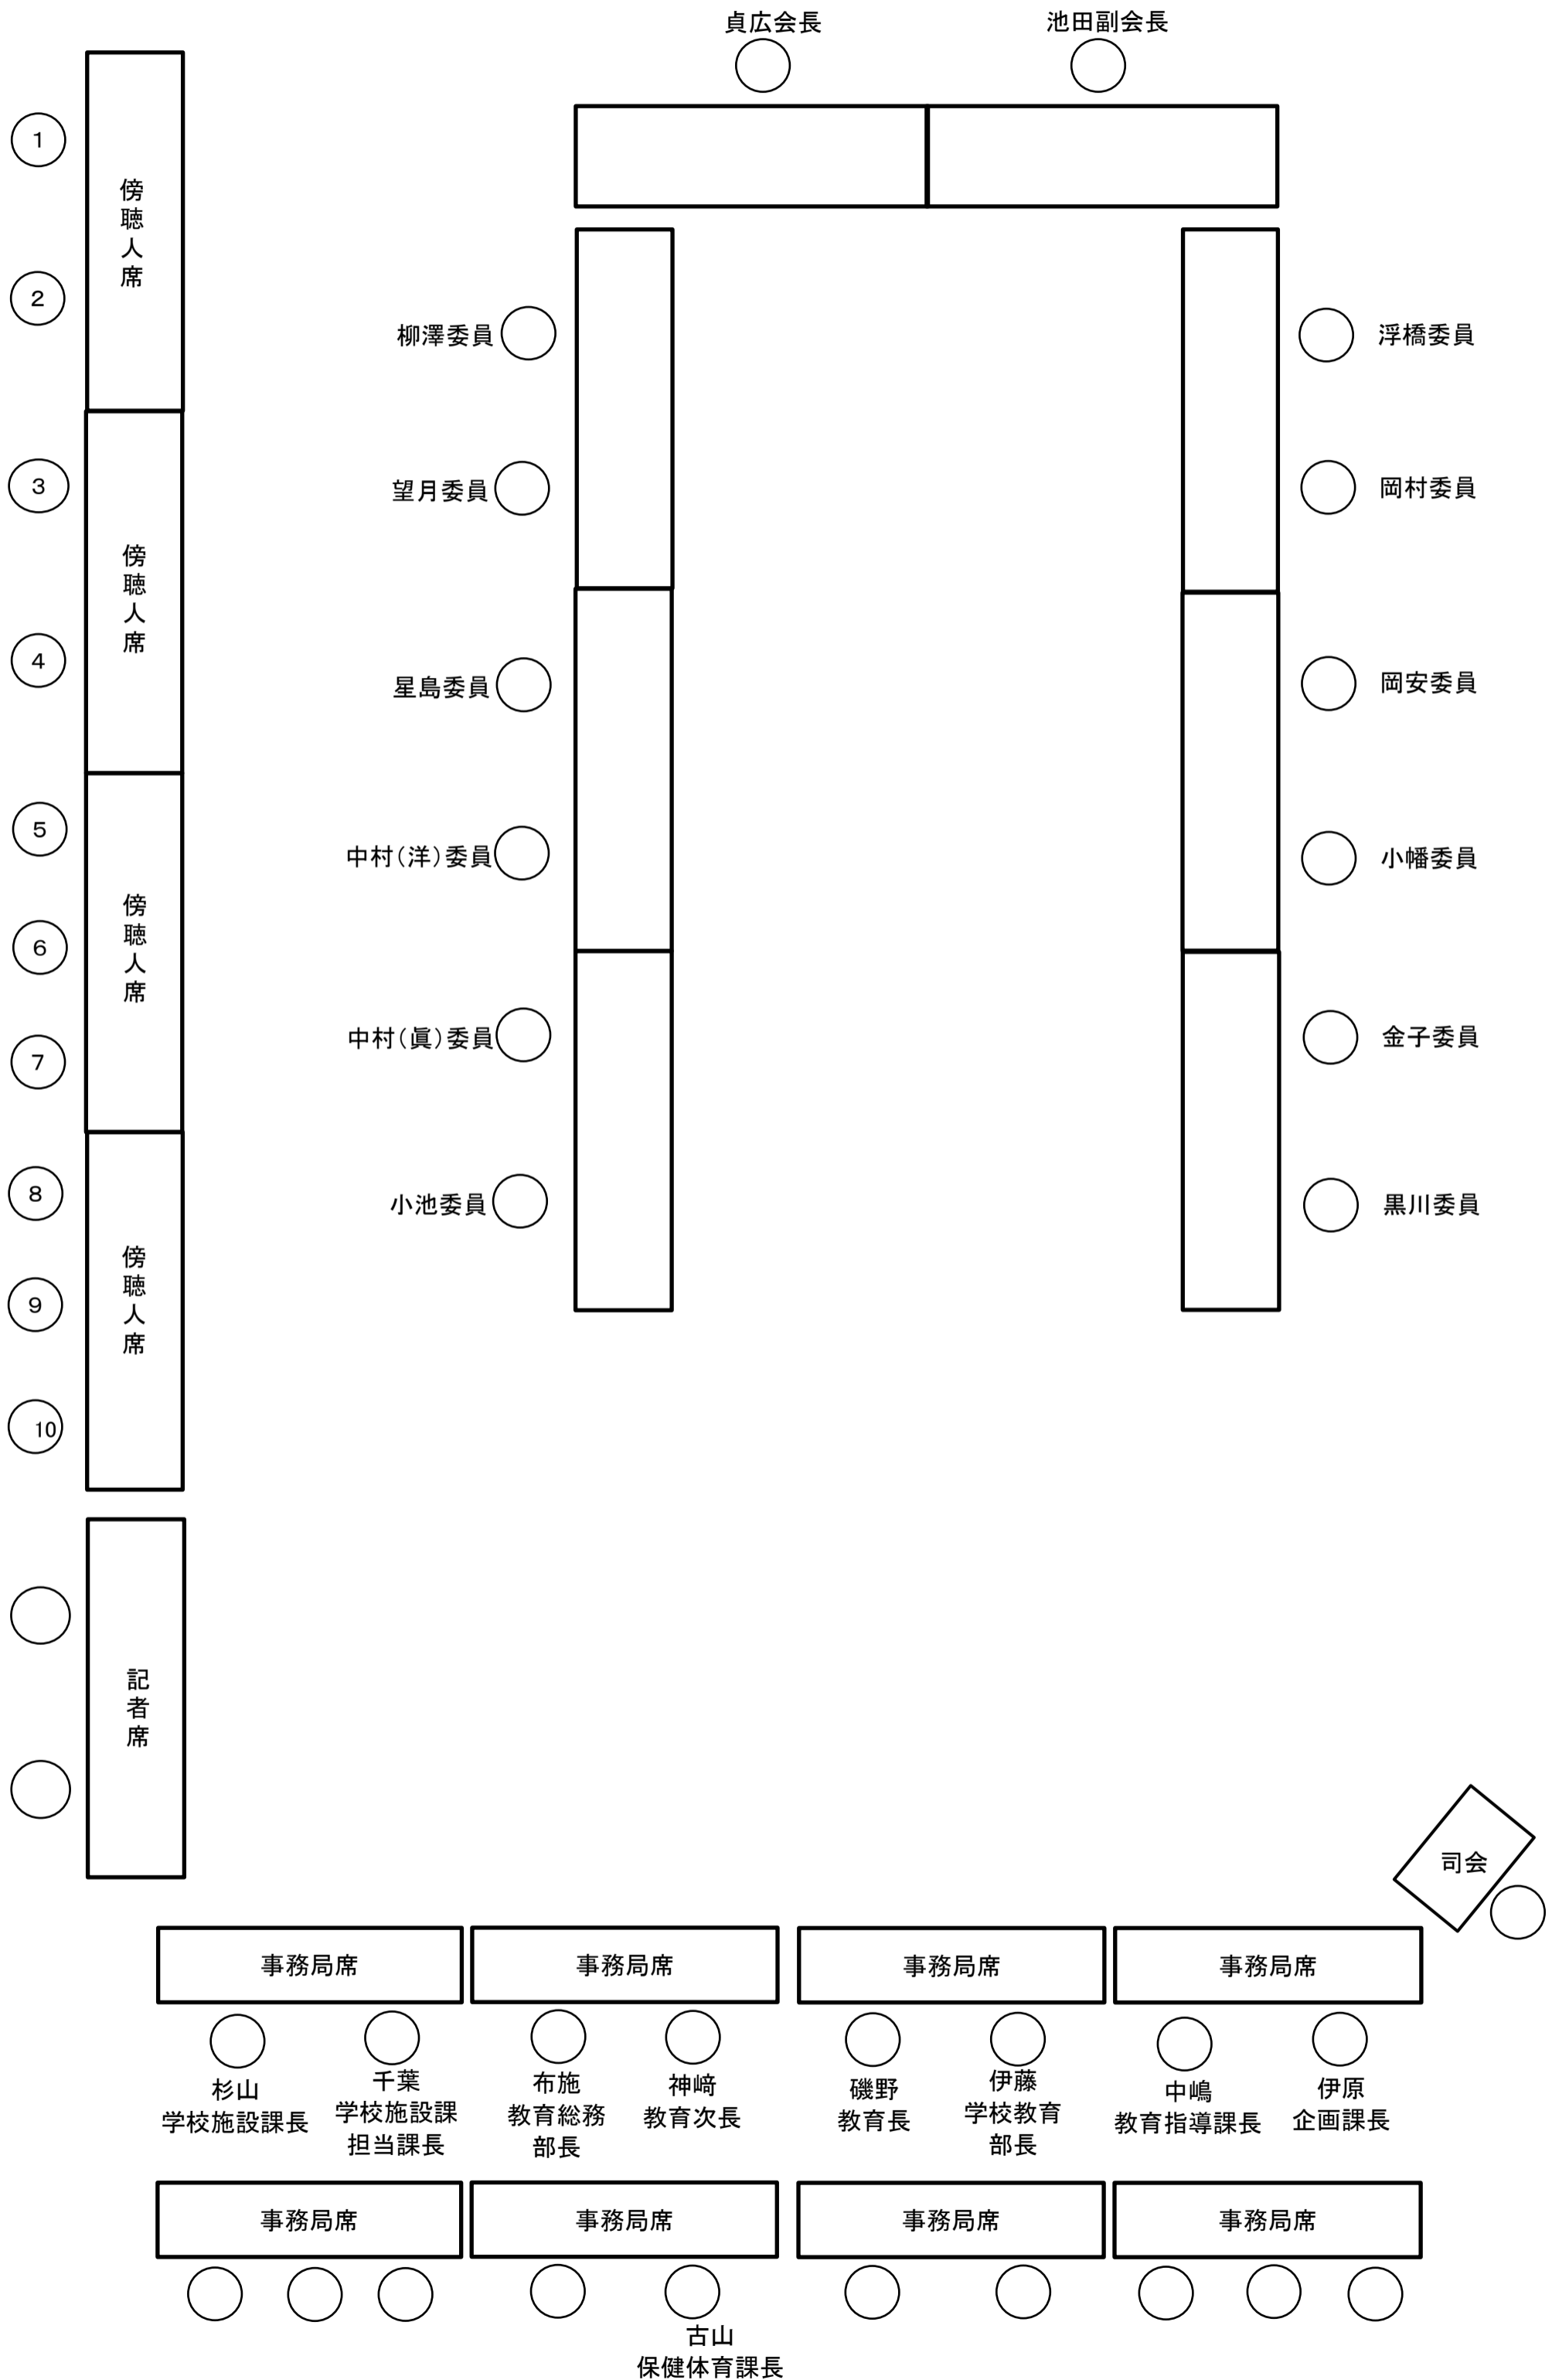 貞広会長
池田副会長
1
2
3
4
5
6
7
8
9
10
傍聴人席
傍聴人席
傍聴人席
傍聴人席
記者席
柳澤委員
望月委員
星島委員
中村（洋）委員
中村（眞）委員
小池委員
浮橋委員
岡村委員
岡安委員
小幡委員
金子委員
黒川委員
司会
事務局席
事務局席
事務局席
事務局席
杉山
学校施設課長
千葉
学校施設課
担当課長
布施
教育総務
部長
神﨑
教育次長
磯野
教育長
伊藤
学校教育
部長
中嶋
教育指導課長
伊原
企画課長
事務局席
事務局席
事務局席
事務局席
古山
保健体育課長